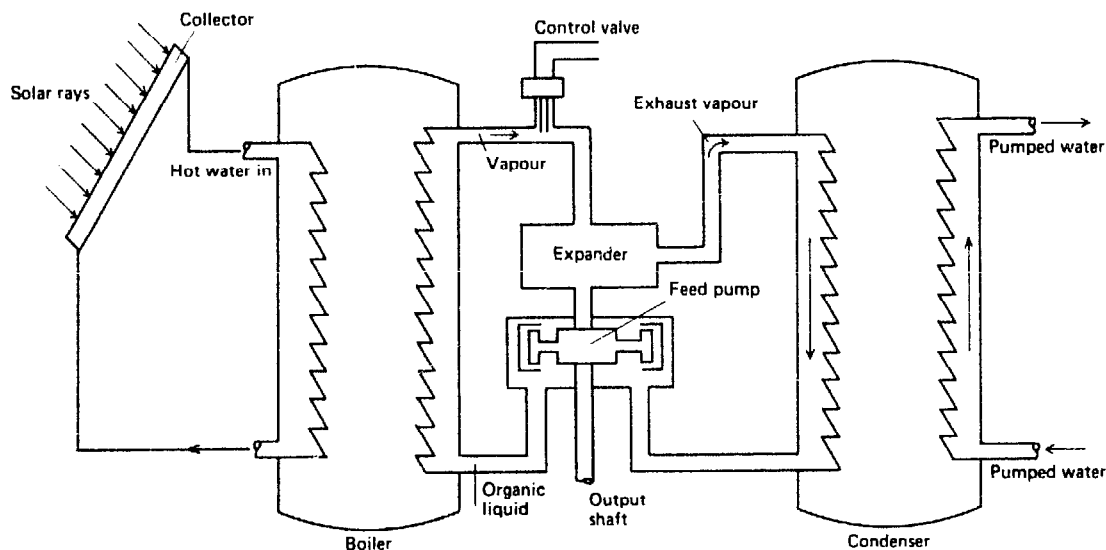 Collector
Control valve
Solar rays
Exhaust vapour
Hot water in
Vapour
Pumped water
Expander
Feed pump
Organic
liquid
Output
shaft
Pumped water
Boiler
Condenser